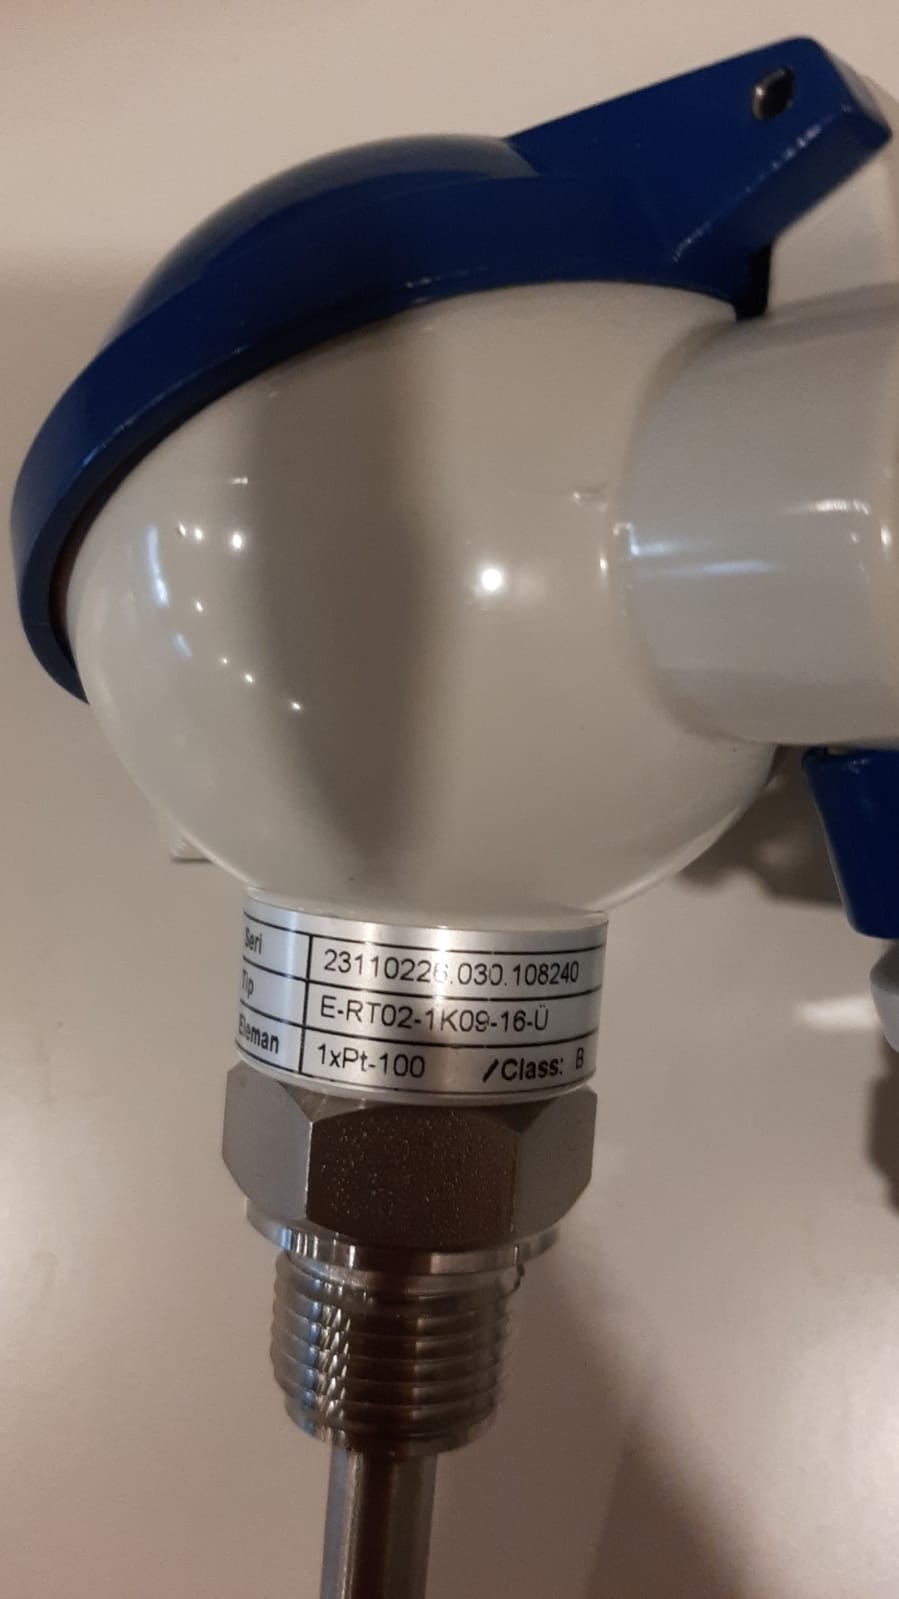 Seri 23110226.030.108240
Tip E-RT02-1K09-16-Ü
Eleman 1xPt-100 /Class: B